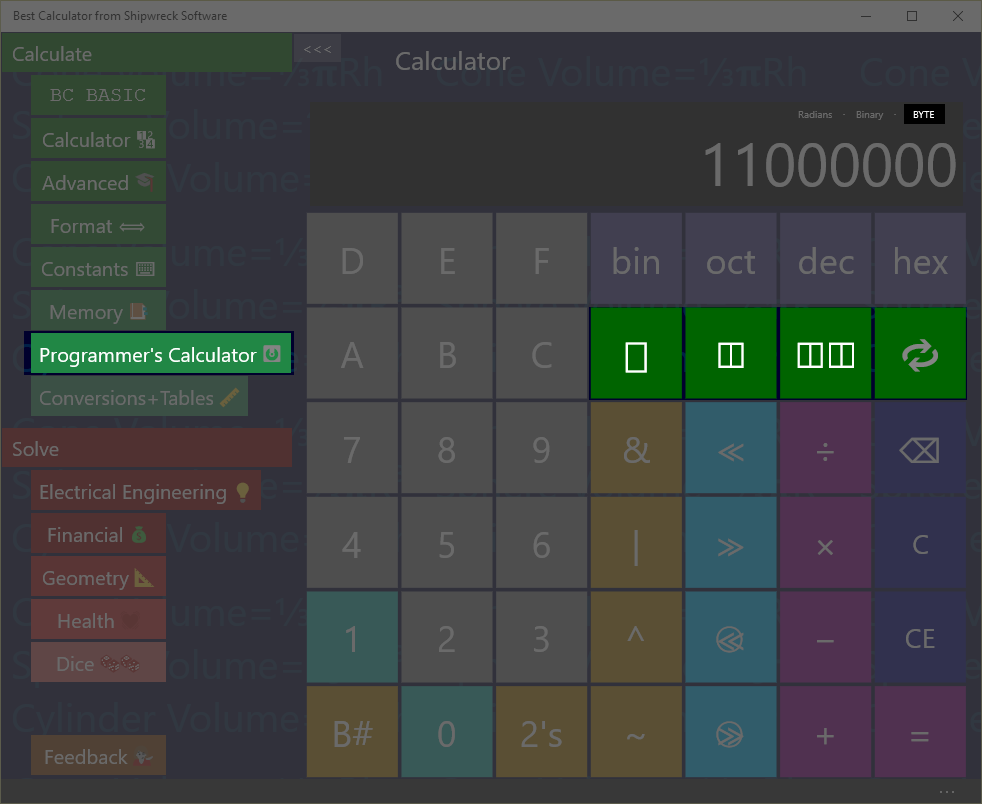 Best Calculator from Shipwreck Software
Calculate
<<<
Calculator
BC BASIC
Calculator
Advanced
Format
Constants
Memory
Programmer's Calculator
Conversions+Tables
Solve
Electrical Engineering
Financial
Geometry
Health
Dice
Feedback
Radians · Binary · BYTE
11000000
D E F bin oct dec hex
A B C
7 8 9 & ≪ ÷ ⌫
4 5 6 | ≫ × C
1 2 3 ^ − CE
B# 0 2's ~ + =
Cone Volume=⅓πRh
Cylinder Volume=
...